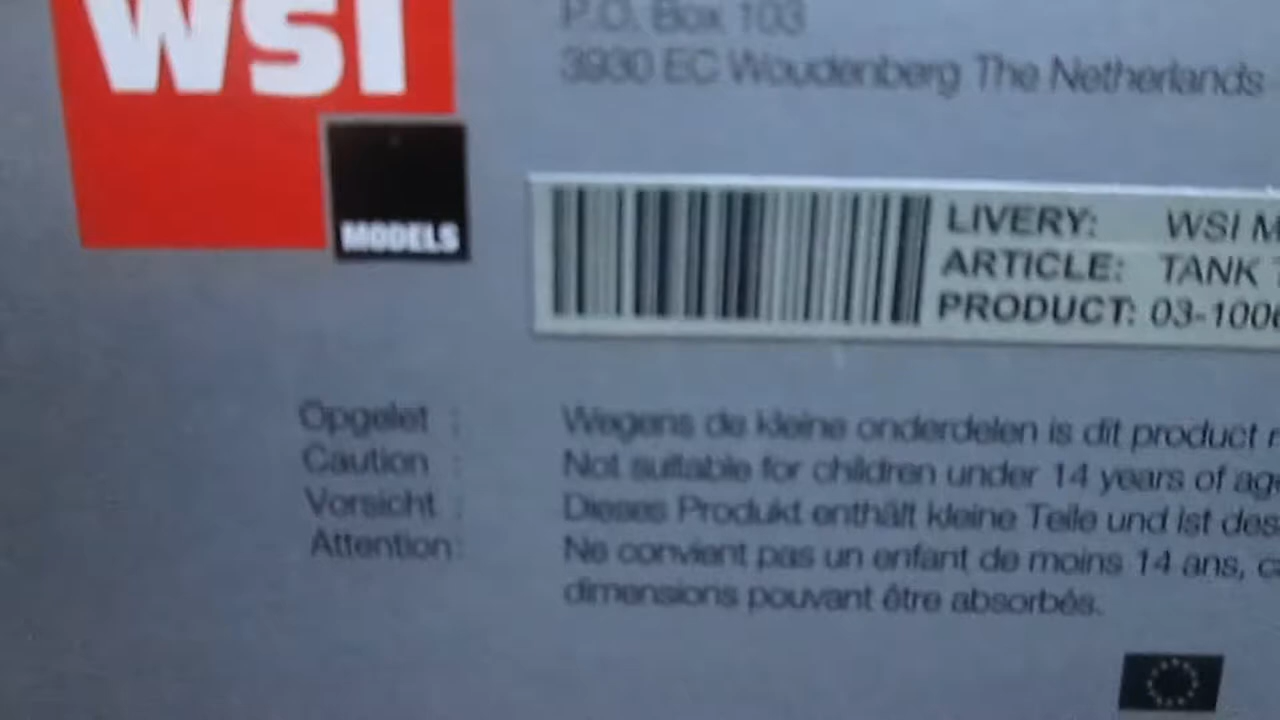 WSI
MODELS
P.O. Box 103
3930 EC Woudenberg The Netherlands
LIVERY: WSI M
ARTICLE: TANK
PRODUCT: 03-100
Opgelet : Wegens de kleine onderdelen is dit product
Caution : Not suitable for children under 14 years of ag
Vorsicht : Dieses Produkt enthält kleine Teile und ist des
Attention: Ne convient pas un enfant de moins 14 ans, ca
dimensions pouvant être absorbés.